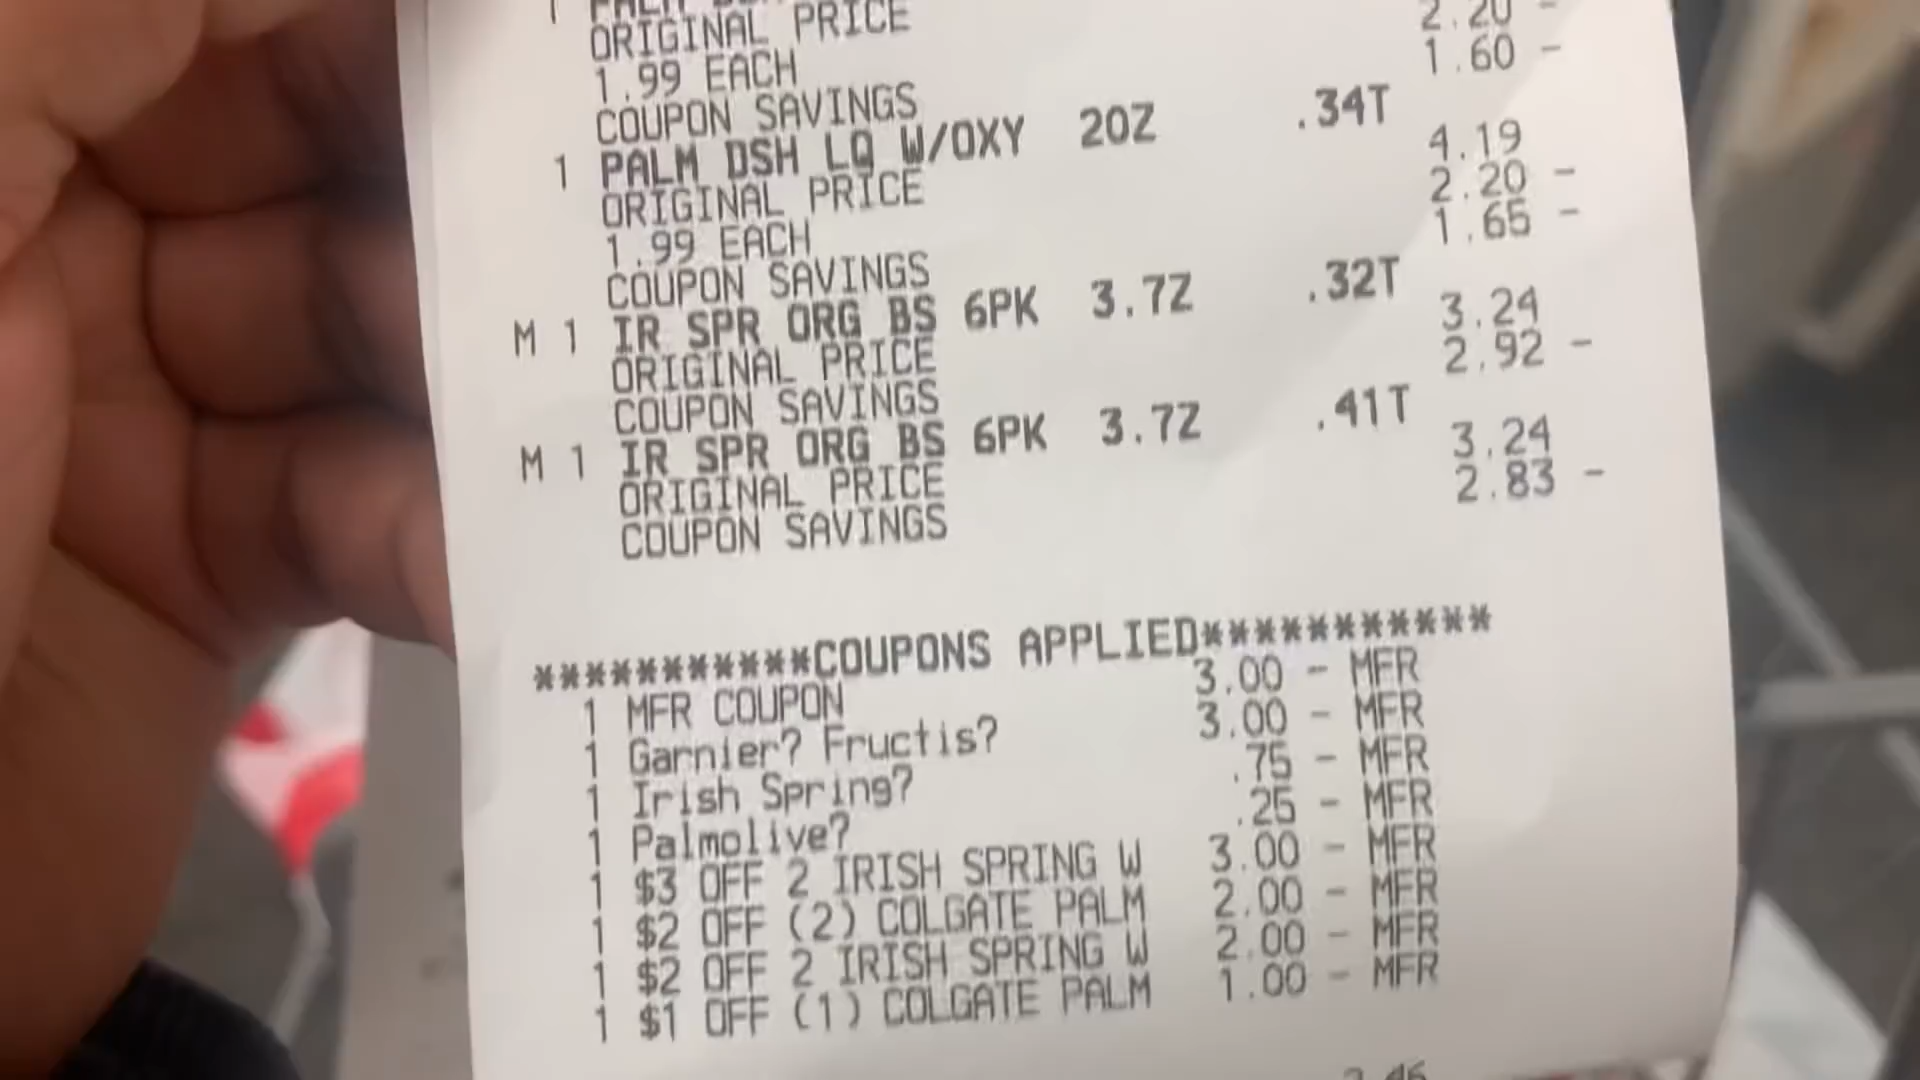 ORIGINAL PRICE 2.20 -
1.99 EACH 1.60 -
COUPON SAVINGS
1 PALM DSH LQ W/OXY 20Z .34T
ORIGINAL PRICE 4.19
1.99 EACH 2.20 -
COUPON SAVINGS 1.65 -
M 1 IR SPR ORG BS 6PK 3.7Z .32T
ORIGINAL PRICE 3.24
COUPON SAVINGS 2.92 -
M 1 IR SPR ORG BS 6PK 3.7Z .41T
ORIGINAL PRICE 3.24
COUPON SAVINGS 2.83 -
***********COUPONS APPLIED***********
1 MFR COUPON 3.00 - MFR
1 Garnier? Fructis? 3.00 - MFR
1 Irish Spring? .75 - MFR
1 Palmolive? .25 - MFR
1 $3 OFF 2 IRISH SPRING W 3.00 - MFR
1 $2 OFF (2) COLGATE PALM 2.00 - MFR
1 $2 OFF 2 IRISH SPRING W 2.00 - MFR
1 $1 OFF (1) COLGATE PALM 1.00 - MFR